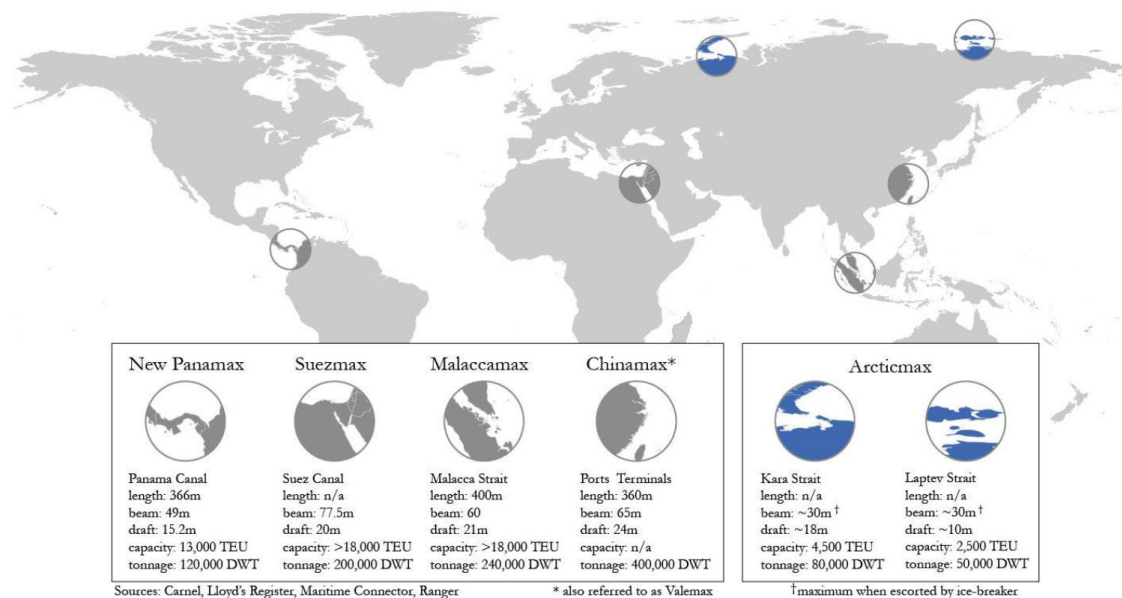 New Panamax
Panama Canal
length: 366m
beam: 49m
draft: 15.2m
capacity: 13,000 TEU
tonnage: 120,000 DWT
Suezmax
Suez Canal
length: n/a
beam: 77.5m
draft: 20m
capacity: >18,000 TEU
tonnage: 200,000 DWT
Malaccamax
Malacca Strait
length: 400m
beam: 60
draft: 21m
capacity: >18,000 TEU
tonnage: 240,000 DWT
Chinamax*
Ports Terminals
length: 360m
beam: 65m
draft: 24m
capacity: n/a
tonnage: 400,000 DWT
Arcticmax
Kara Strait
length: n/a
beam: ~30m †
draft: ~18m
capacity: 4,500 TEU
tonnage: 80,000 DWT
Laptev Strait
length: n/a
beam: ~30m †
draft: ~10m
capacity: 2,500 TEU
tonnage: 50,000 DWT
Sources: Carnel, Lloyd's Register, Maritime Connector, Ranger
* also referred to as Valemax
†maximum when escorted by ice-breaker